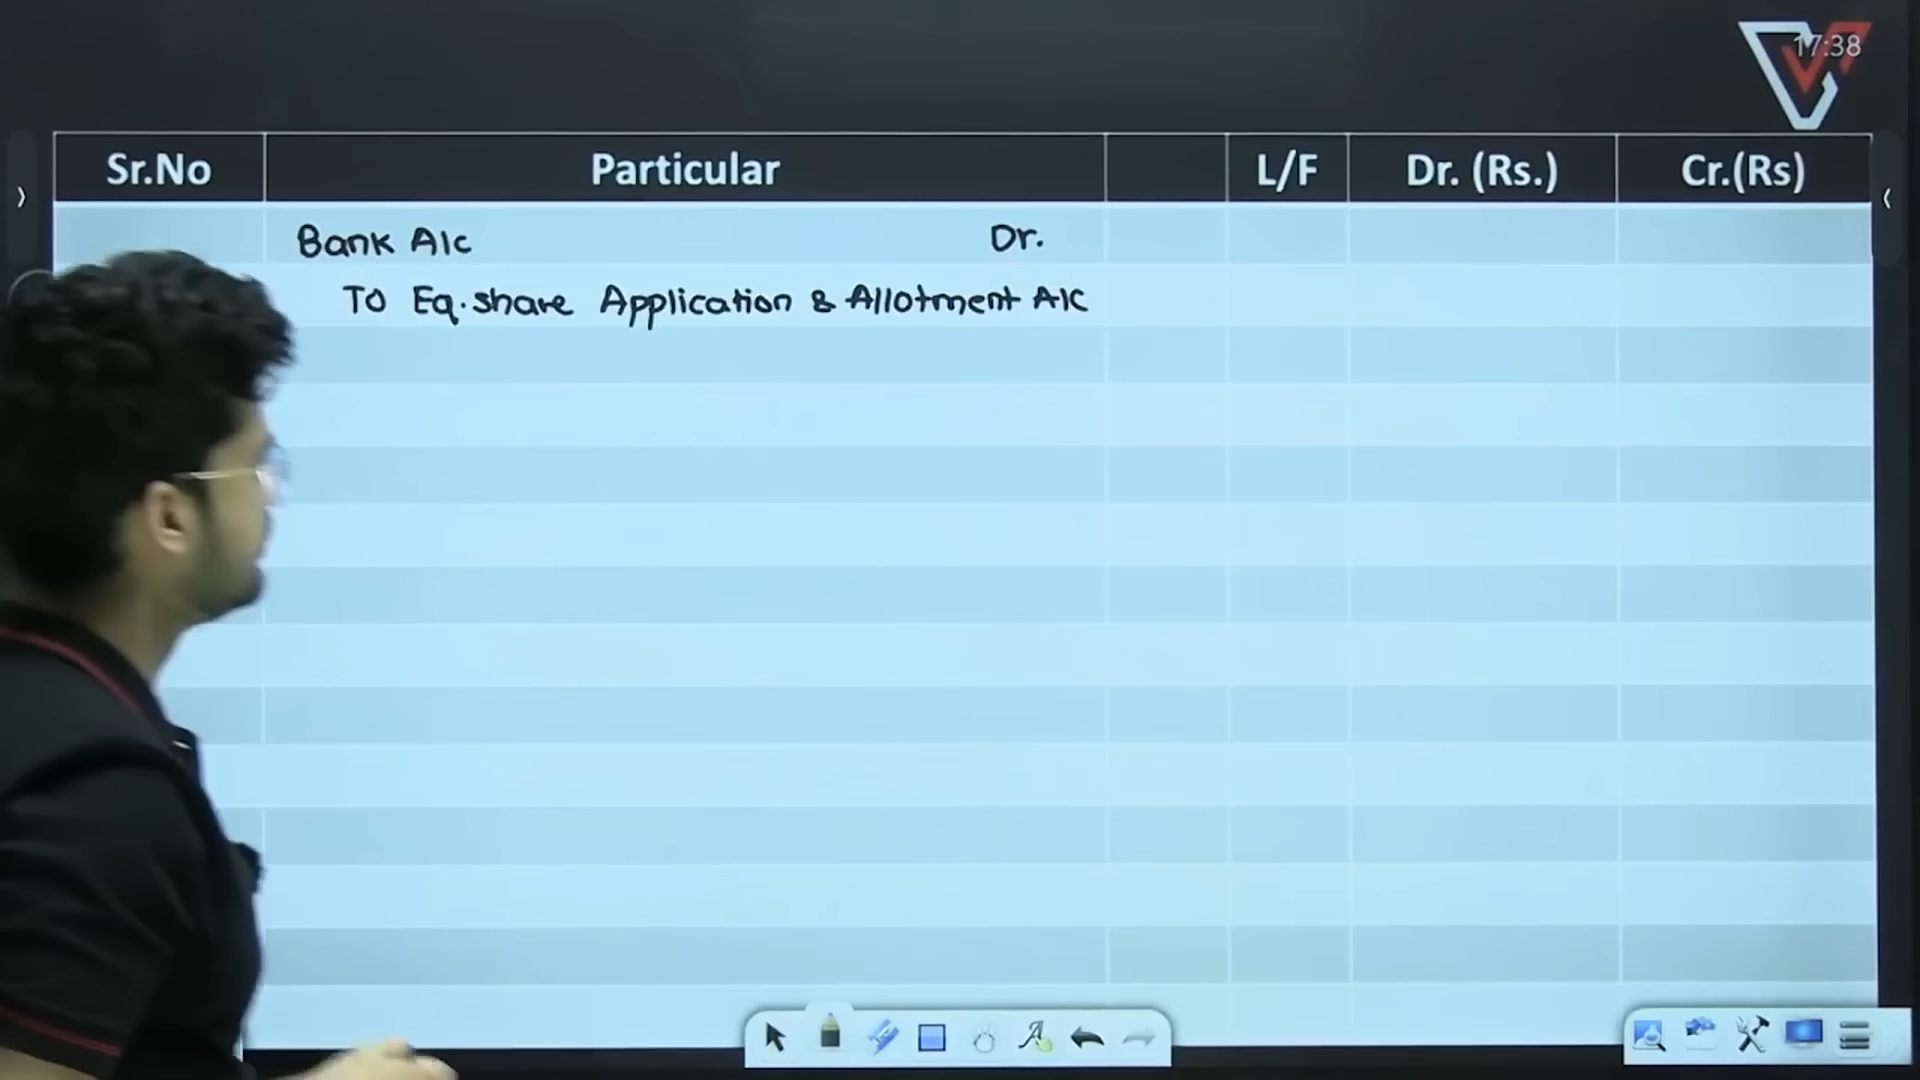 17:38
Sr.No Particular L/F Dr. (Rs.) Cr.(Rs)
Bank A/c Dr.
To Eq. share Application & Allotment A/c